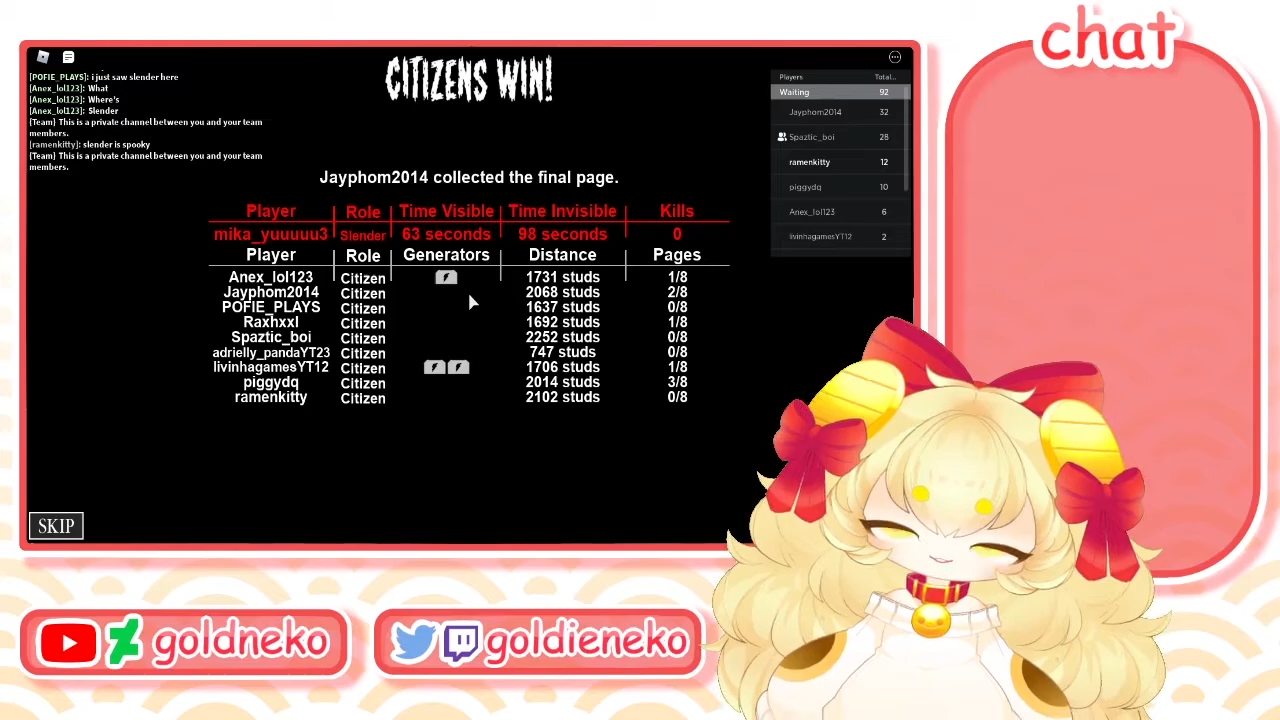 chat
[POFIE_PLAYS]: i just saw slender here
[Anex_lol123]: What
[Anex_lol123]: Where's
[Anex_lol123]: Slender
{Team} This is a private channel between you and your team
members.
[ramenkitty]: slender is spooky
{Team} This is a private channel between you and your team
members.
CITIZENS WIN!
Players Total...
Waiting 92
Jayphom2014 32
Spaztic_boi 28
ramenkitty 12
piggydq 10
Anex_lol123 6
livinhagamesYT12 2
Jayphom2014 collected the final page.
Player Role Time Visible Time Invisible Kills
mika_yuuuuu3 Slender 63 seconds 98 seconds 0
Player Role Generators Distance Pages
Anex_lol123 Citizen 1731 studs 1/8
Jayphom2014 Citizen 2068 studs 2/8
POFIE_PLAYS Citizen 1637 studs 0/8
Raxhxxl Citizen 1692 studs 1/8
Spaztic_boi Citizen 2252 studs 0/8
adrielly_pandaYT23 Citizen 747 studs 0/8
livinhagamesYT12 Citizen 1706 studs 1/8
piggydq Citizen 2014 studs 3/8
ramenkitty Citizen 2102 studs 0/8
SKIP
goldneko
goldieneko